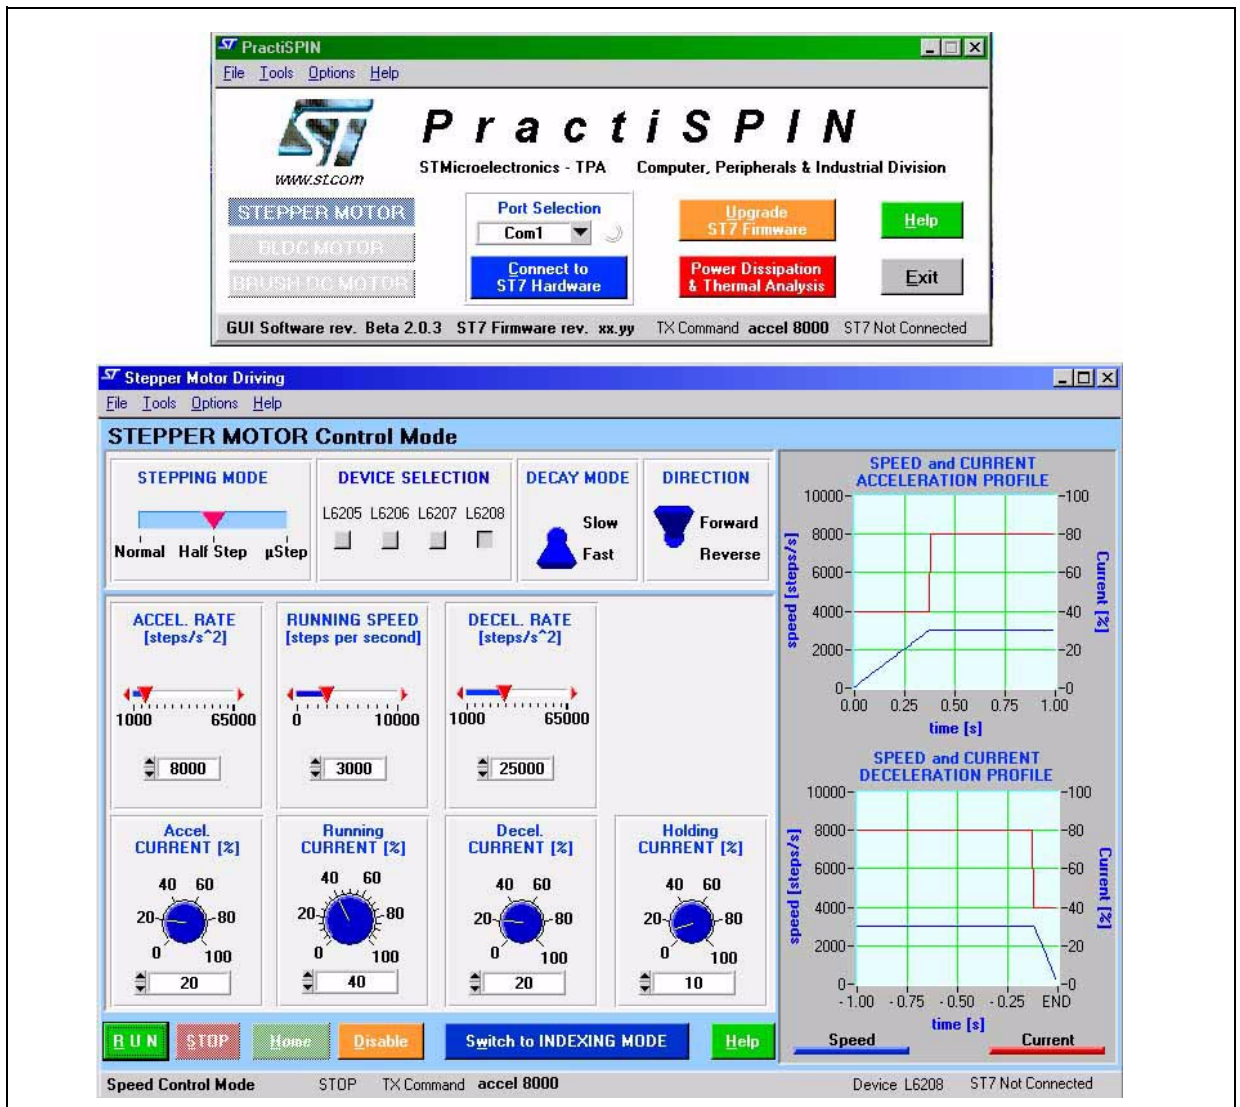 PractiSPIN
File Tools Options Help
PractiSPIN
STMicroelectronics - TPA Computer, Peripherals & Industrial Division
www.st.com
STEPPER MOTOR
BLDC MOTOR
BRUSH DC MOTOR
Port Selection
Com1
Connect to
ST7 Hardware
Upgrade
ST7 Firmware
Power Dissipation
& Thermal Analysis
Help
Exit
GUI Software rev. Beta 2.0.3 ST7 Firmware rev. xx.yy TX Command accel 8000 ST7 Not Connected
Stepper Motor Driving
File Tools Options Help
STEPPER MOTOR Control Mode
STEPPING MODE
Normal Half Step µStep
DEVICE SELECTION
L6205 L6206 L6207 L6208
DECAY MODE
Slow
Fast
DIRECTION
Forward
Reverse
ACCEL. RATE
[steps/s^2]
1000 65000
8000
RUNNING SPEED
[steps per second]
0 10000
3000
DECEL. RATE
[steps/s^2]
1000 65000
25000
Accel.
CURRENT [%]
40 60
20 80
0 100
20
Running
CURRENT [%]
40 60
20 80
0 100
40
Decel.
CURRENT [%]
40 60
20 80
0 100
20
Holding
CURRENT [%]
40 60
20 80
0 100
10
SPEED and CURRENT
ACCELERATION PROFILE
speed [steps/s]
10000
8000
6000
4000
2000
0
100
80
60
40
20
0
Current [%]
0.00 0.25 0.50 0.75 1.00
time [s]
SPEED and CURRENT
DECELERATION PROFILE
speed [steps/s]
10000
8000
6000
4000
2000
0
100
80
60
40
20
0
Current [%]
-1.00 -0.75 -0.50 -0.25 END
time [s]
Speed Current
RUN STOP Home Disable Switch to INDEXING MODE Help
Speed Control Mode STOP TX Command accel 8000 Device L6208 ST7 Not Connected